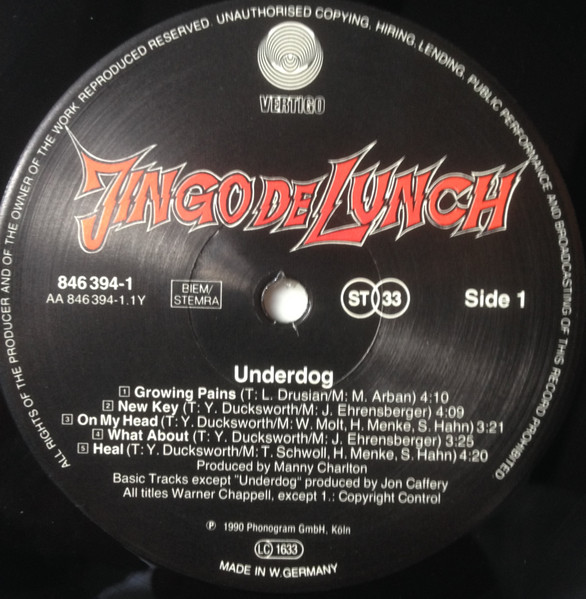 ALL RIGHTS OF THE PRODUCER AND OF THE OWNER OF THE WORK REPRODUCED RESERVED. UNAUTHORISED COPYING, HIRING, LENDING, PUBLIC PERFORMANCE AND BROADCASTING OF THIS RECORD PROHIBITED
VERTIGO
JINGO DE LUNCH
846 394-1
AA 846 394-1.1Y
BIEM/
STEMRA
ST 33
Side 1
Underdog
1 Growing Pains (T: L. Drusian/M: M. Arban) 4:10
2 New Key (T: Y. Ducksworth/M: J. Ehrensberger) 4:09
3 On My Head (T: Y. Ducksworth/M: W. Molt, H. Menke, S. Hahn) 3:21
4 What About (T: Y. Ducksworth/M: J. Ehrensberger) 3:25
5 Heal (T: Y. Ducksworth/M: T. Schwoll, H. Menke, S. Hahn) 4:20
Produced by Manny Charlton
Basic Tracks except "Underdog" produced by Jon Caffery
All titles Warner Chappell, except 1.: Copyright Control
℗ 1990 Phonogram GmbH, Köln
LC 1633
MADE IN W.GERMANY